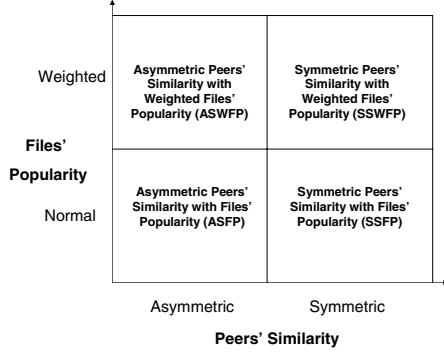 Weighted
Asymmetric Peers'
Similarity with
Weighted Files'
Popularity (ASWFP)
Symmetric Peers'
Similarity with
Weighted Files'
Popularity (SSWFP)
Files'
Popularity
Normal
Asymmetric Peers'
Similarity with Files'
Popularity (ASFP)
Symmetric Peers'
Similarity with Files'
Popularity (SSFP)
Asymmetric
Symmetric
Peers' Similarity